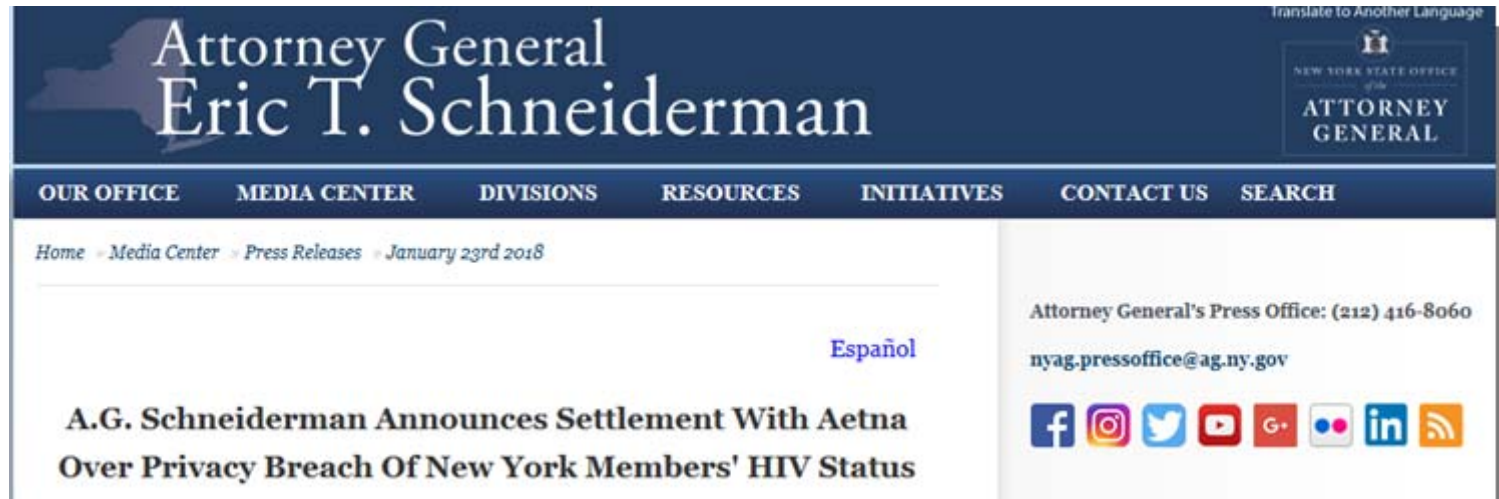 Translate to Another Language
Attorney General
Eric T. Schneiderman
NEW YORK STATE OFFICE
of the
ATTORNEY
GENERAL
OUR OFFICE MEDIA CENTER DIVISIONS RESOURCES INITIATIVES CONTACT US SEARCH
Home » Media Center » Press Releases » January 23rd 2018
Español
A.G. Schneiderman Announces Settlement With Aetna
Over Privacy Breach Of New York Members' HIV Status
Attorney General's Press Office: (212) 416-8060
nyag.pressoffice@ag.ny.gov
G+
in